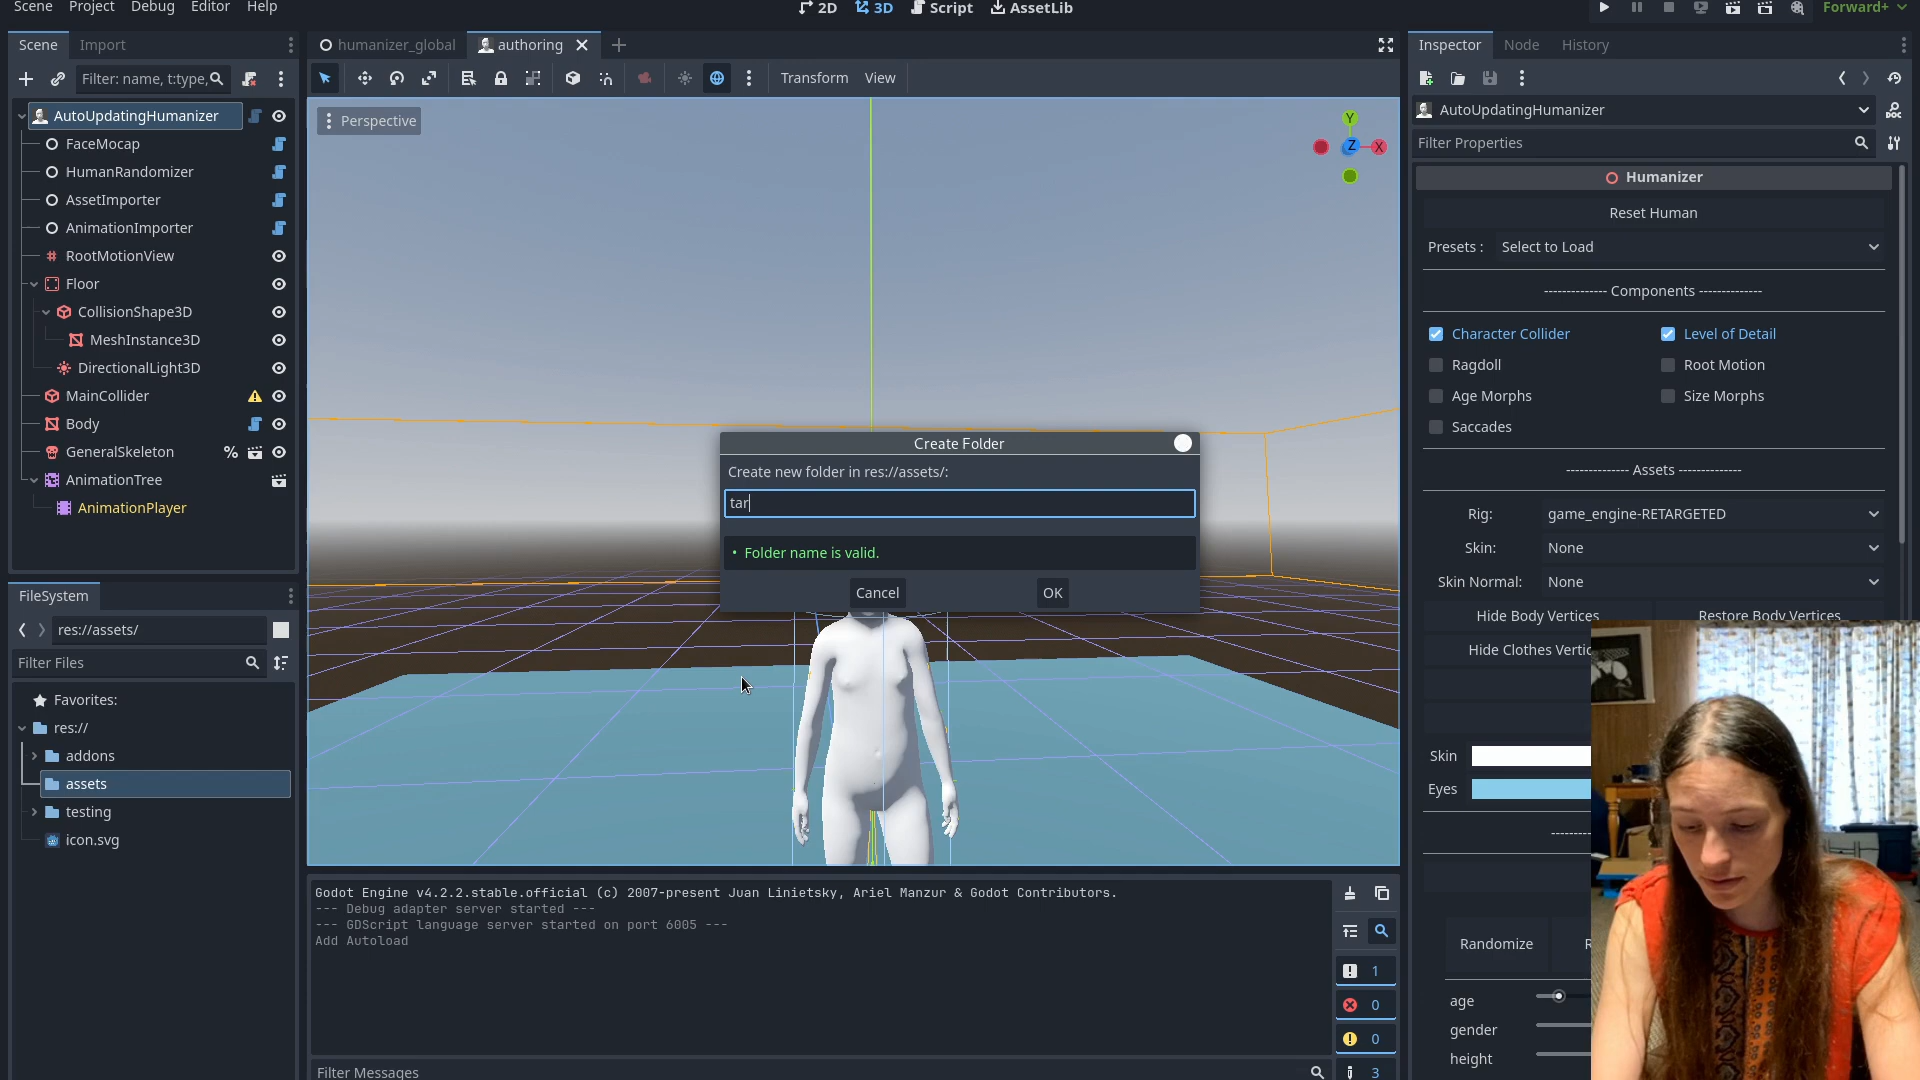 Scene Project Debug Editor Help
2D 3D Script AssetLib
Forward+
Scene Import
humanizer_global authoring
Inspector Node History
Filter: name, t:type,
Transform View
AutoUpdatingHumanizer
FaceMocap
HumanRandomizer
AssetImporter
AnimationImporter
RootMotionView
Floor
CollisionShape3D
MeshInstance3D
DirectionalLight3D
MainCollider
Body
GeneralSkeleton %
AnimationTree
AnimationPlayer
Perspective
Y
Z X
Create Folder
Create new folder in res://assets/:
tar
• Folder name is valid.
Cancel OK
FileSystem
res://assets/
Filter Files
Favorites:
res://
addons
assets
testing
icon.svg
Godot Engine v4.2.2.stable.official (c) 2007-present Juan Linietsky, Ariel Manzur & Godot Contributors.
--- Debug adapter server started ---
--- GDScript language server started on port 6005 ---
Add Autoload
1
0
0
3
Filter Messages
AutoUpdatingHumanizer
DOC
Filter Properties
Humanizer
Reset Human
Presets : Select to Load
-------------- Components --------------
Character Collider Level of Detail
Ragdoll Root Motion
Age Morphs Size Morphs
Saccades
-------------- Assets --------------
Rig: game_engine-RETARGETED
Skin: None
Skin Normal: None
Hide Body Vertices Restore Body Vertices
Hide Clothes Vertic
Skin
Eyes
---------
Randomize R
age
gender
height